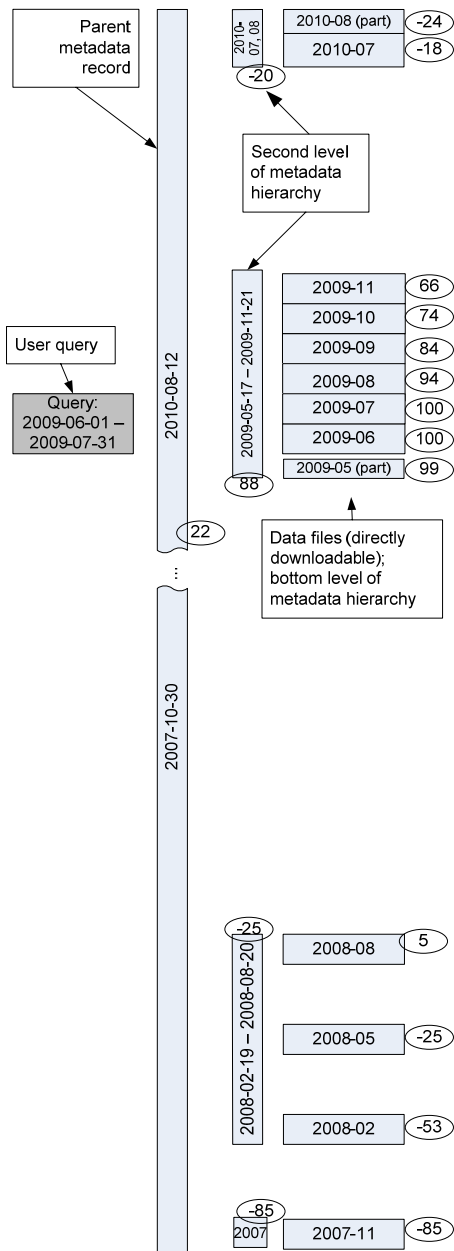 Parent
metadata
record
2010-
07, 08
2010-08 (part)
-24
2010-07
-18
-20
Second level
of metadata
hierarchy
2009-05-17 – 2009-11-21
2009-11
66
2009-10
74
2009-09
84
2009-08
94
2009-07
100
2009-06
100
2009-05 (part)
99
88
User query
Query:
2009-06-01 –
2009-07-31
2010-08-12
22
Data files (directly
downloadable);
bottom level of
metadata hierarchy
...
2007-10-30
-25
2008-02-19 – 2008-08-20
2008-08
5
2008-05
-25
2008-02
-53
-85
2007
2007-11
-85